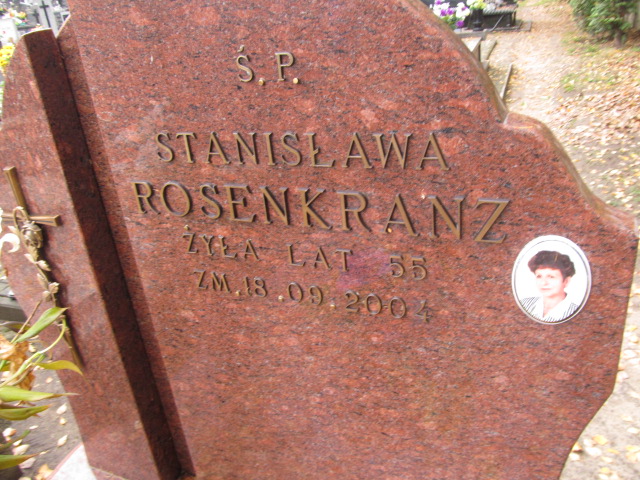 Ś.P.
STANISŁAWA
ROSENKRANZ
ŻYŁA LAT 55
ZM.18.09.2004